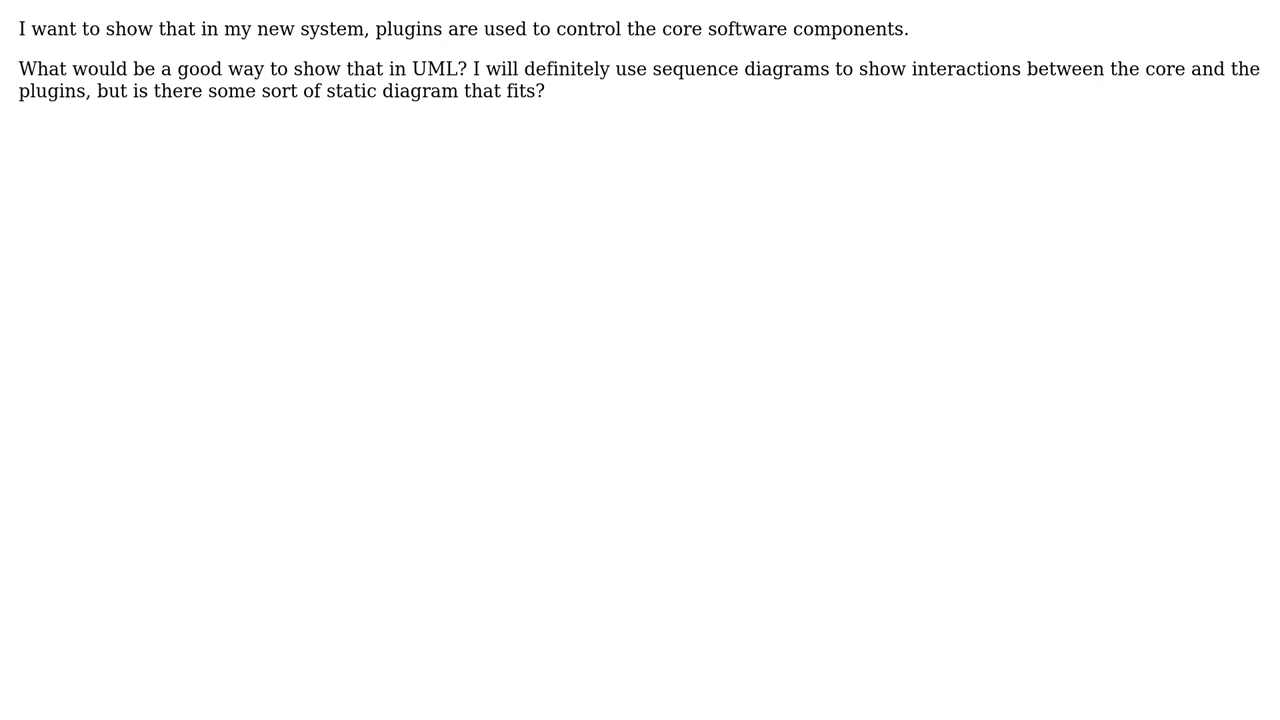 I want to show that in my new system, plugins are used to control the core software components.
What would be a good way to show that in UML? I will definitely use sequence diagrams to show interactions between the core and the
plugins, but is there some sort of static diagram that fits?